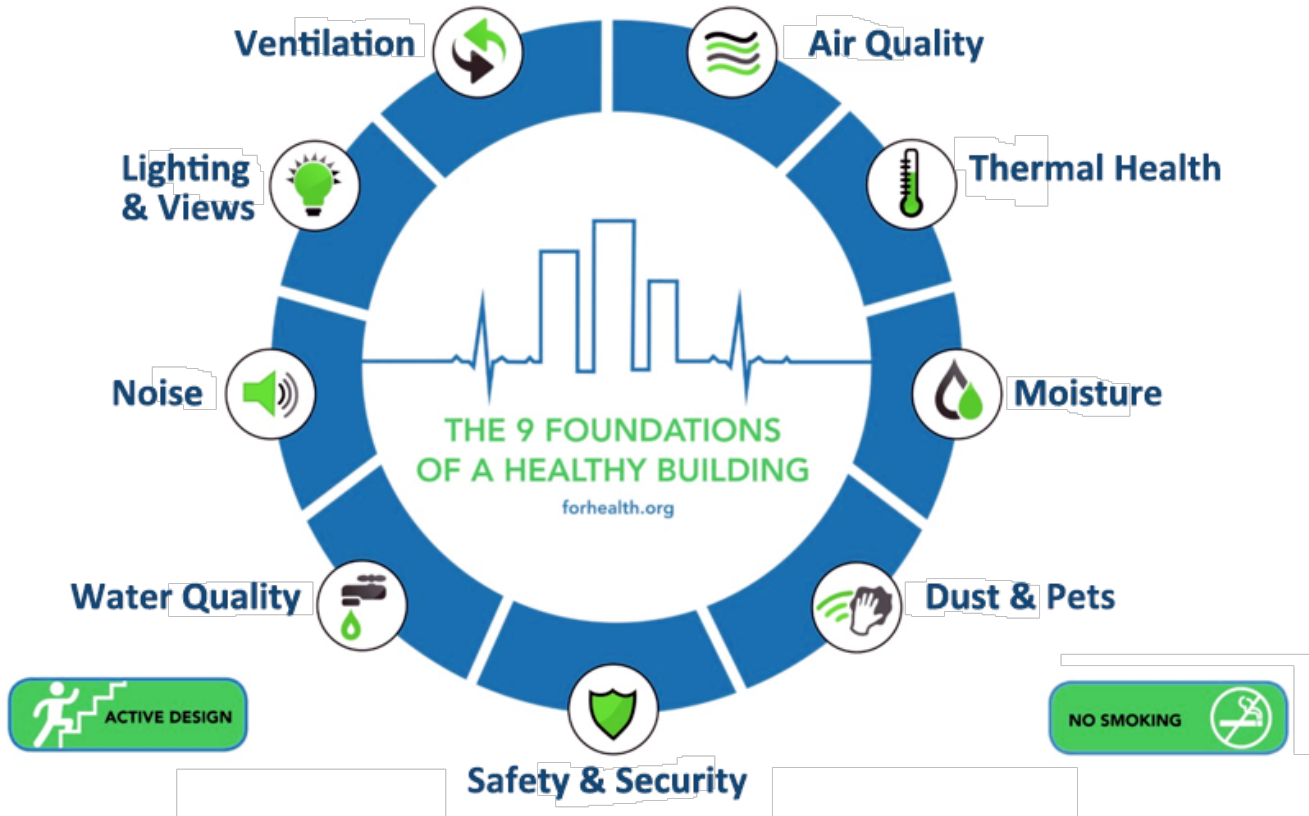 Ventilation
Air Quality
Lighting
& Views
Thermal Health
Noise
Moisture
THE 9 FOUNDATIONS
OF A HEALTHY BUILDING
forhealth.org
Water Quality
Dust & Pets
ACTIVE DESIGN
NO SMOKING
Safety & Security